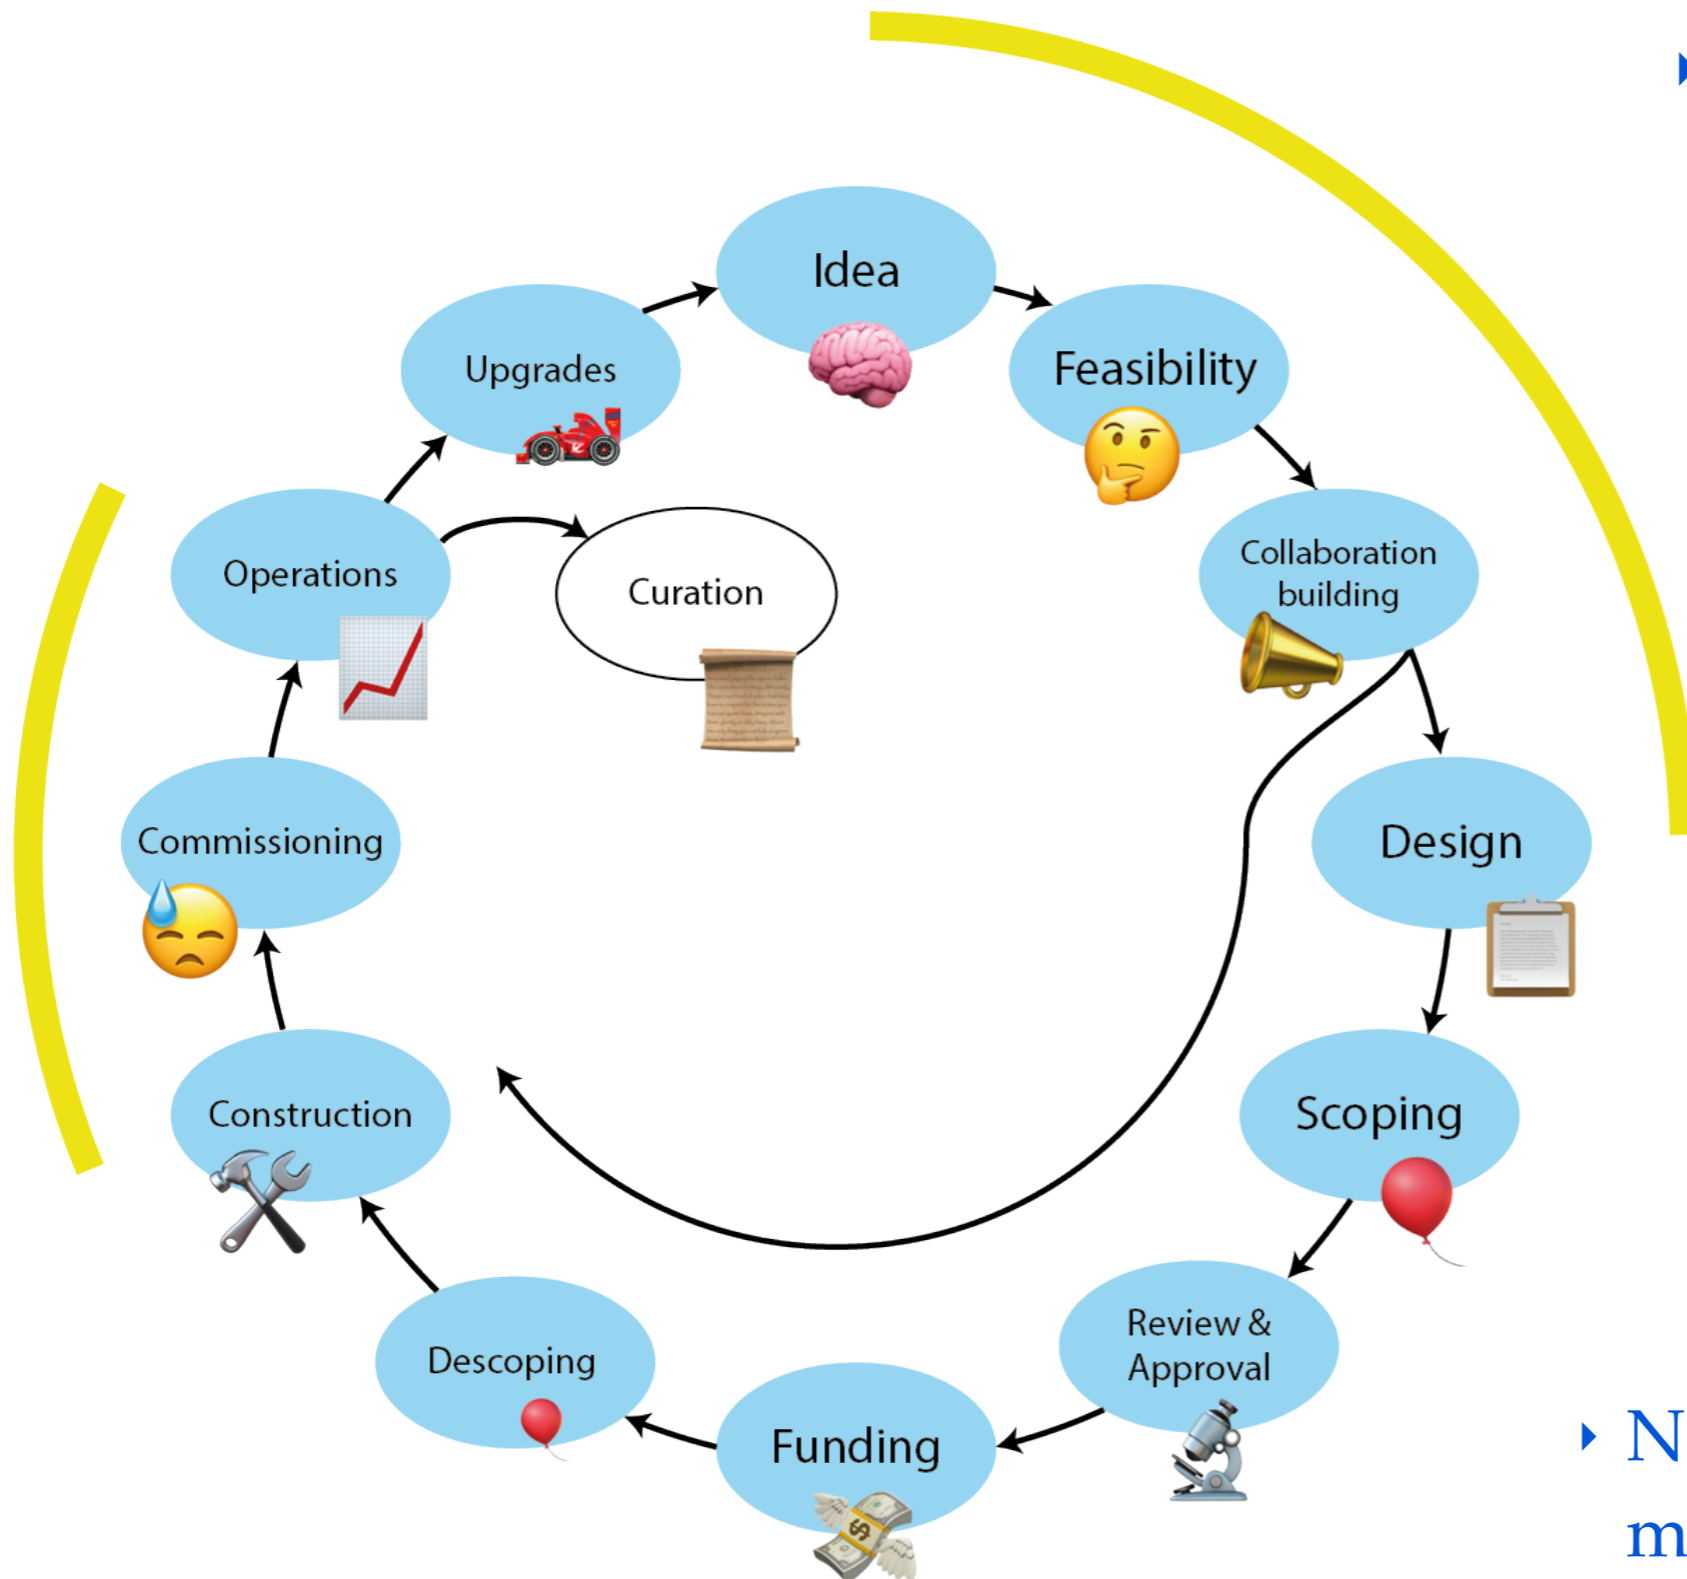 Idea
Feasibility
Collaboration
building
Design
Scoping
Review &
Approval
Funding
Descoping
Construction
Commissioning
Operations
Upgrades
Curation
N
m